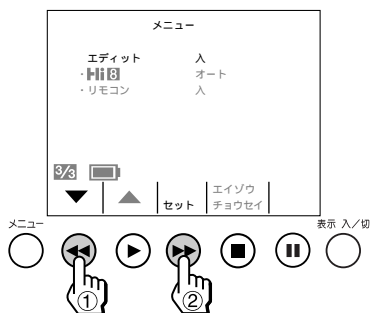 メニュー
エディット 入
・Hi8 オート
・リモコン 入
3/3
セット エイゾウ
チョウセイ
メニュー 表示 入／切
① ②